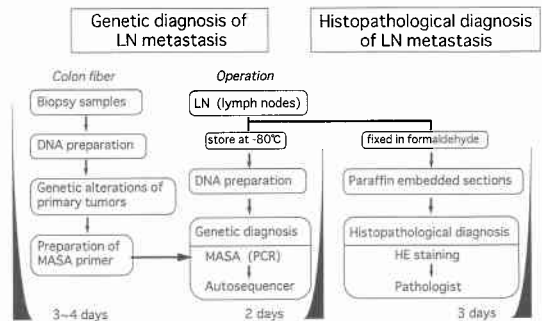 Genetic diagnosis of
LN metastasis
Histopathological diagnosis
of LN metastasis
Colon fiber
Biopsy samples
DNA preparation
Genetic alterations of
primary tumors
Preparation of
MASA primer
3~4 days
Operation
LN (lymph nodes)
store at -80℃
DNA preparation
Genetic diagnosis
MASA (PCR)
Autosequencer
2 days
fixed in formaldehyde
Paraffin embedded sections
Histopathological diagnosis
HE staining
Pathologist
3 days